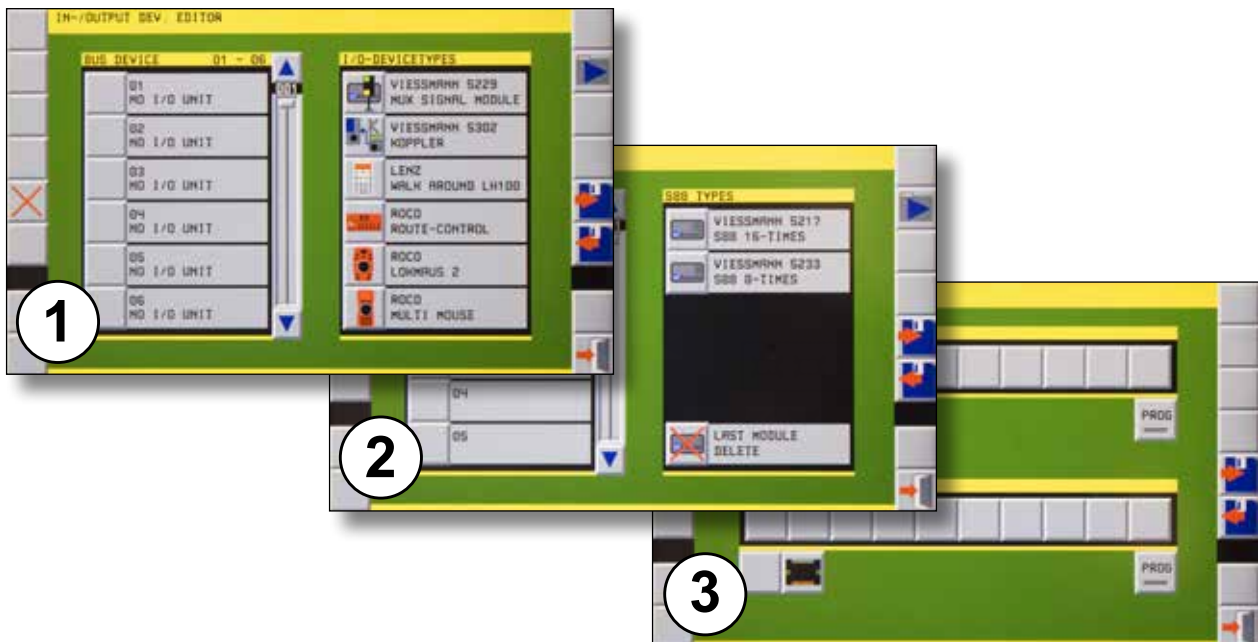 IN-/OUTPUT DEV. EDITOR
BUS DEVICE 01 - 06
001
01
NO I/O UNIT
02
NO I/O UNIT
03
NO I/O UNIT
04
NO I/O UNIT
05
NO I/O UNIT
06
NO I/O UNIT
I/O-DEVICETYPES
VIESSMANN 5229
MUX SIGNAL MODULE
VIESSMANN 5302
KOPPLER
LENZ
WALK AROUND LH100
ROCO
ROUTE-CONTROL
ROCO
LOKMAUS 2
ROCO
MULTI MOUSE
1
04
05
S88 TYPES
VIESSMANN 5217
S88 16-TIMES
VIESSMANN 5233
S88 8-TIMES
LAST MODULE
DELETE
2
PROG
PROG
3